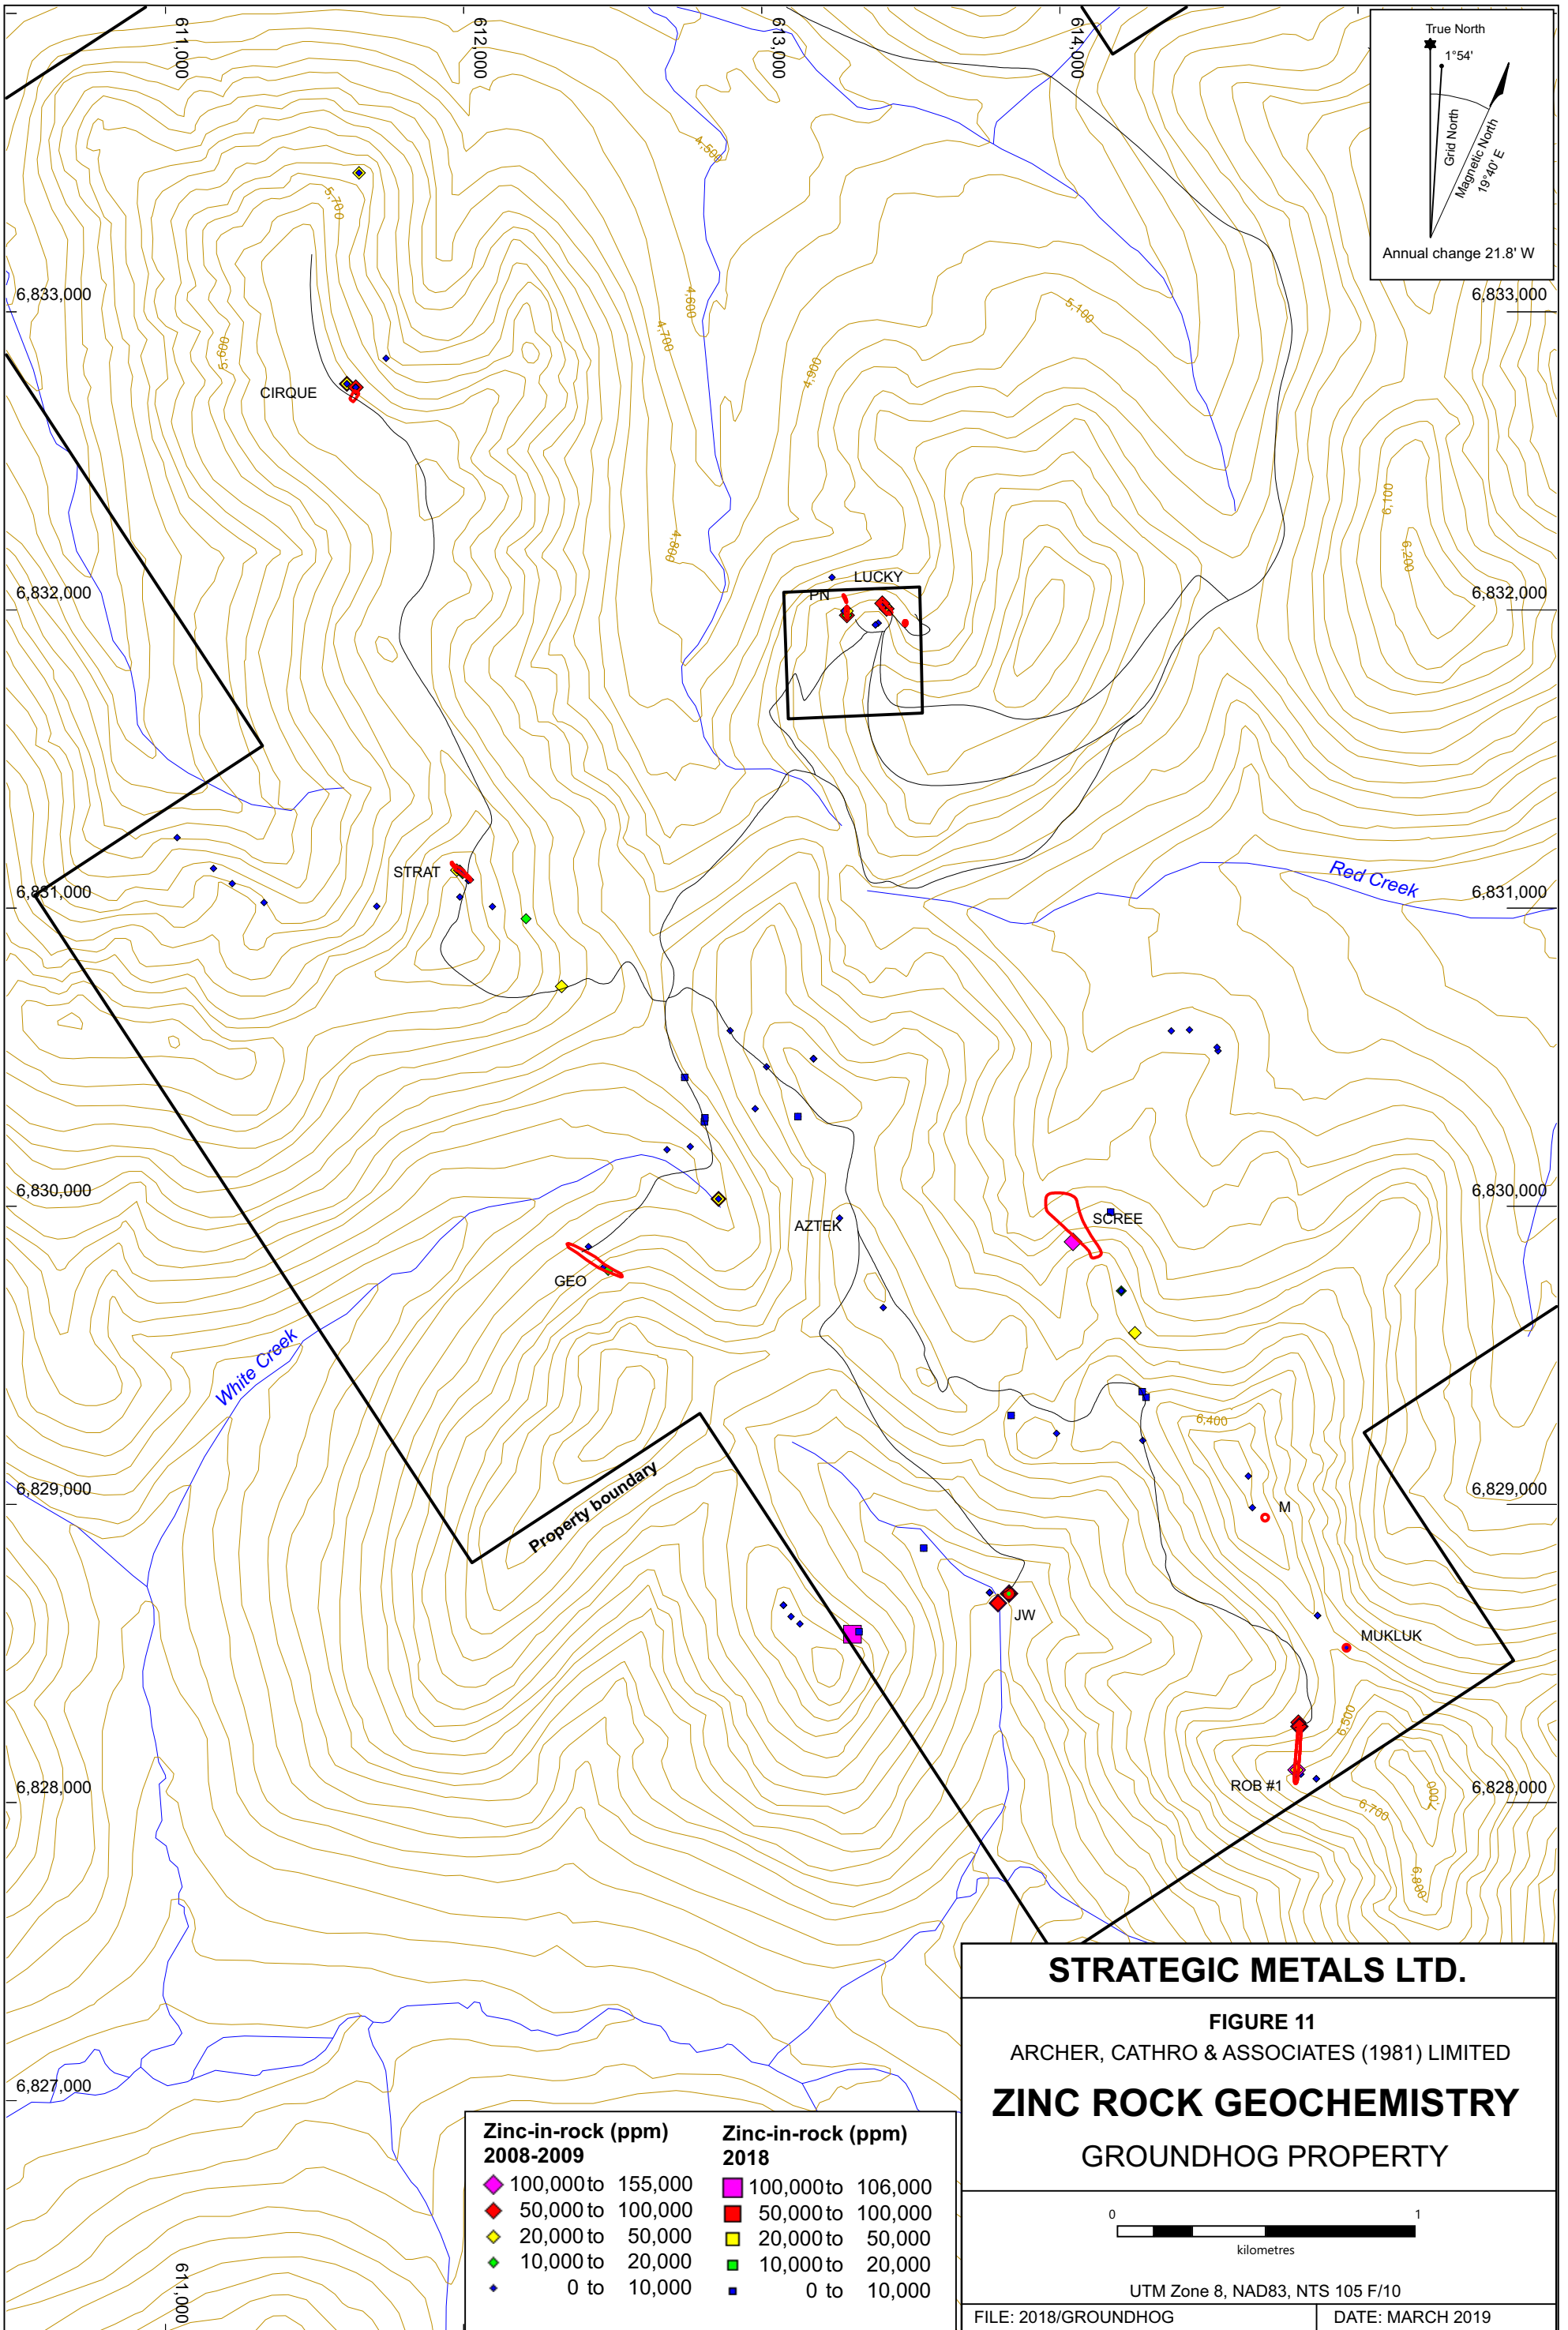 611,000
612,000
613,000
614,000
True North
1°54'
Grid North
Magnetic North
19°40' E
Annual change 21.8' W
4,500
5,700
6,833,000
6,833,000
4,600
5,100
4,700
5,600
4,900
CIRQUE
6,100
4,800
6,200
LUCKY
PN
6,832,000
6,832,000
STRAT
Red Creek
6,831,000
6,831,000
6,830,000
6,830,000
SCREE
AZTEK
GEO
White Creek
6,400
Property boundary
6,829,000
6,829,000
M
JW
MUKLUK
6,500
ROB #1
6,828,000
6,828,000
7,000
6,700
6,800
6,827,000
611,000
Zinc-in-rock (ppm)
2008-2009
100,000 to 155,000
50,000 to 100,000
20,000 to 50,000
10,000 to 20,000
0 to 10,000
Zinc-in-rock (ppm)
2018
100,000 to 106,000
50,000 to 100,000
20,000 to 50,000
10,000 to 20,000
0 to 10,000
STRATEGIC METALS LTD.
FIGURE 11
ARCHER, CATHRO & ASSOCIATES (1981) LIMITED
ZINC ROCK GEOCHEMISTRY
GROUNDHOG PROPERTY
0 1
kilometres
UTM Zone 8, NAD83, NTS 105 F/10
FILE: 2018/GROUNDHOG
DATE: MARCH 2019